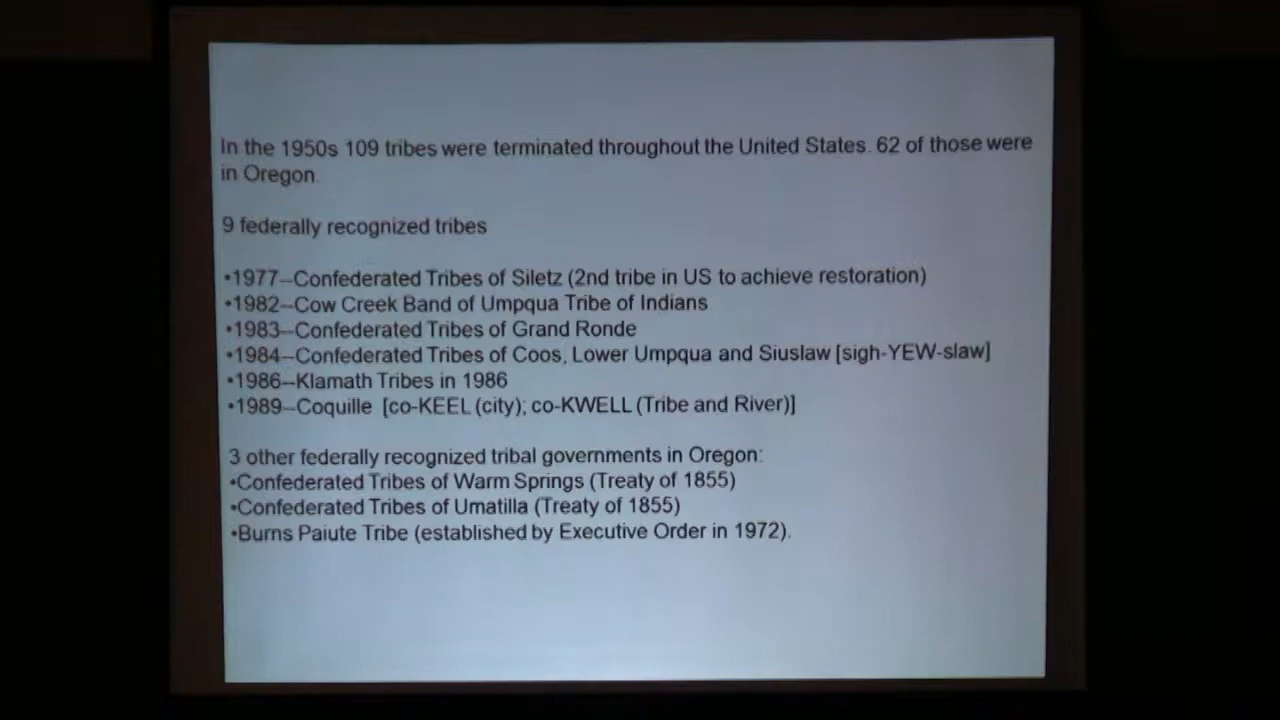 In the 1950s 109 tribes were terminated throughout the United States. 62 of those were
in Oregon.
9 federally recognized tribes
•1977--Confederated Tribes of Siletz (2nd tribe in US to achieve restoration)
•1982--Cow Creek Band of Umpqua Tribe of Indians
•1983--Confederated Tribes of Grand Ronde
•1984--Confederated Tribes of Coos, Lower Umpqua and Siuslaw [sigh-YEW-slaw]
•1986--Klamath Tribes in 1986
•1989--Coquille [co-KEEL (city); co-KWELL (Tribe and River)]
3 other federally recognized tribal governments in Oregon:
•Confederated Tribes of Warm Springs (Treaty of 1855)
•Confederated Tribes of Umatilla (Treaty of 1855)
•Burns Paiute Tribe (established by Executive Order in 1972).